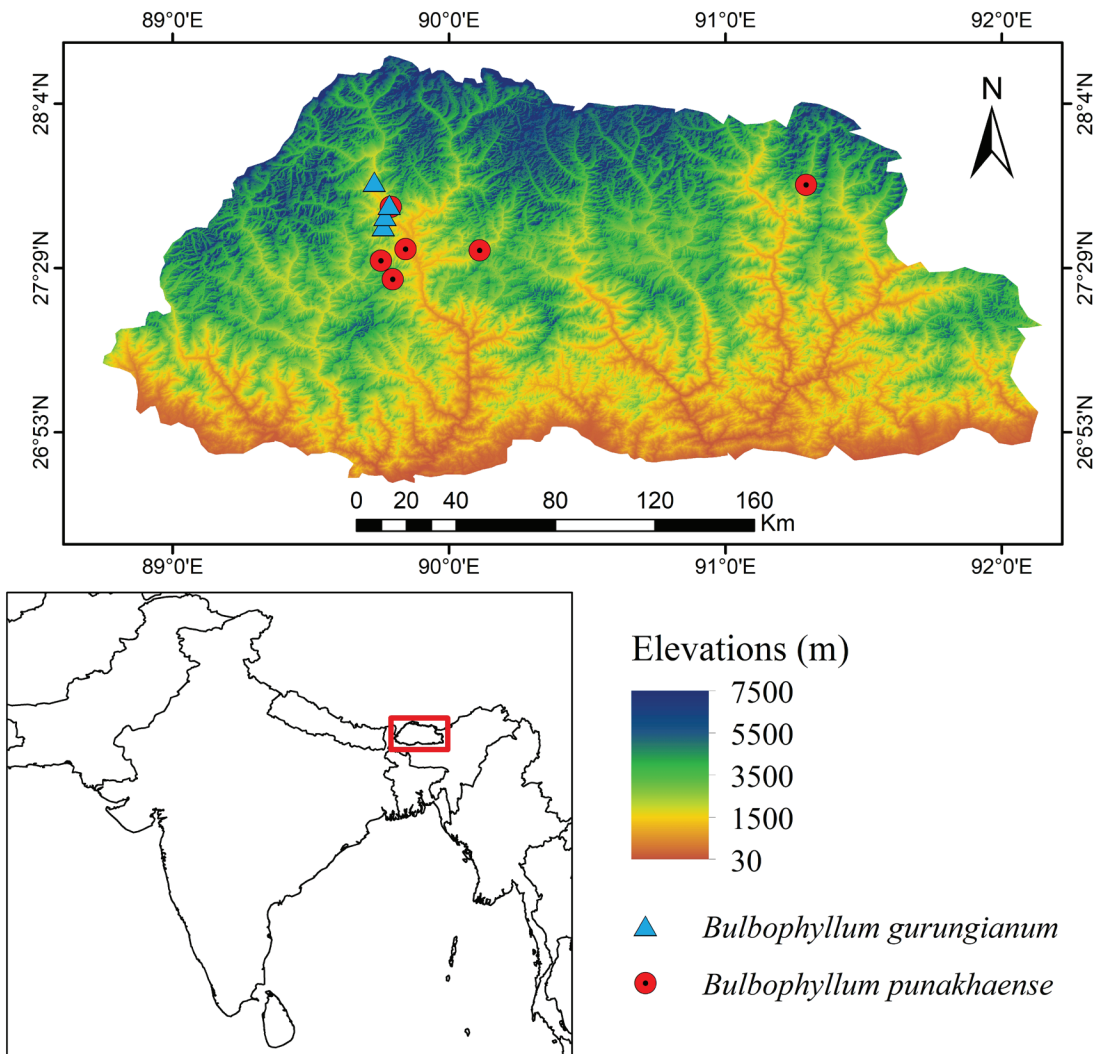 89°0'E 90°0'E 91°0'E 92°0'E
N
28°4'N 28°4'N
27°29'N 27°29'N
26°53'N 26°53'N
0 20 40 80 120 160
Km
89°0'E 90°0'E 91°0'E 92°0'E
Elevations (m)
7500
5500
3500
1500
30
Bulbophyllum gurungianum
Bulbophyllum punakhaense